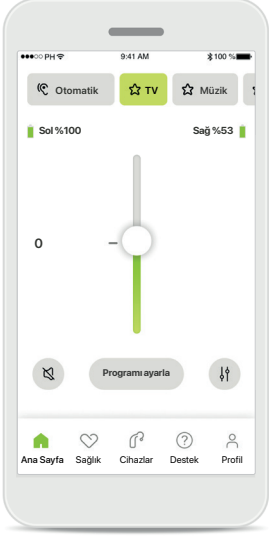 PH 9:41 AM 100 %
Otomatik TV Müzik
Sol %100 Sağ %53
0
Programı ayarla
Ana Sayfa Sağlık Cihazlar Destek Profil